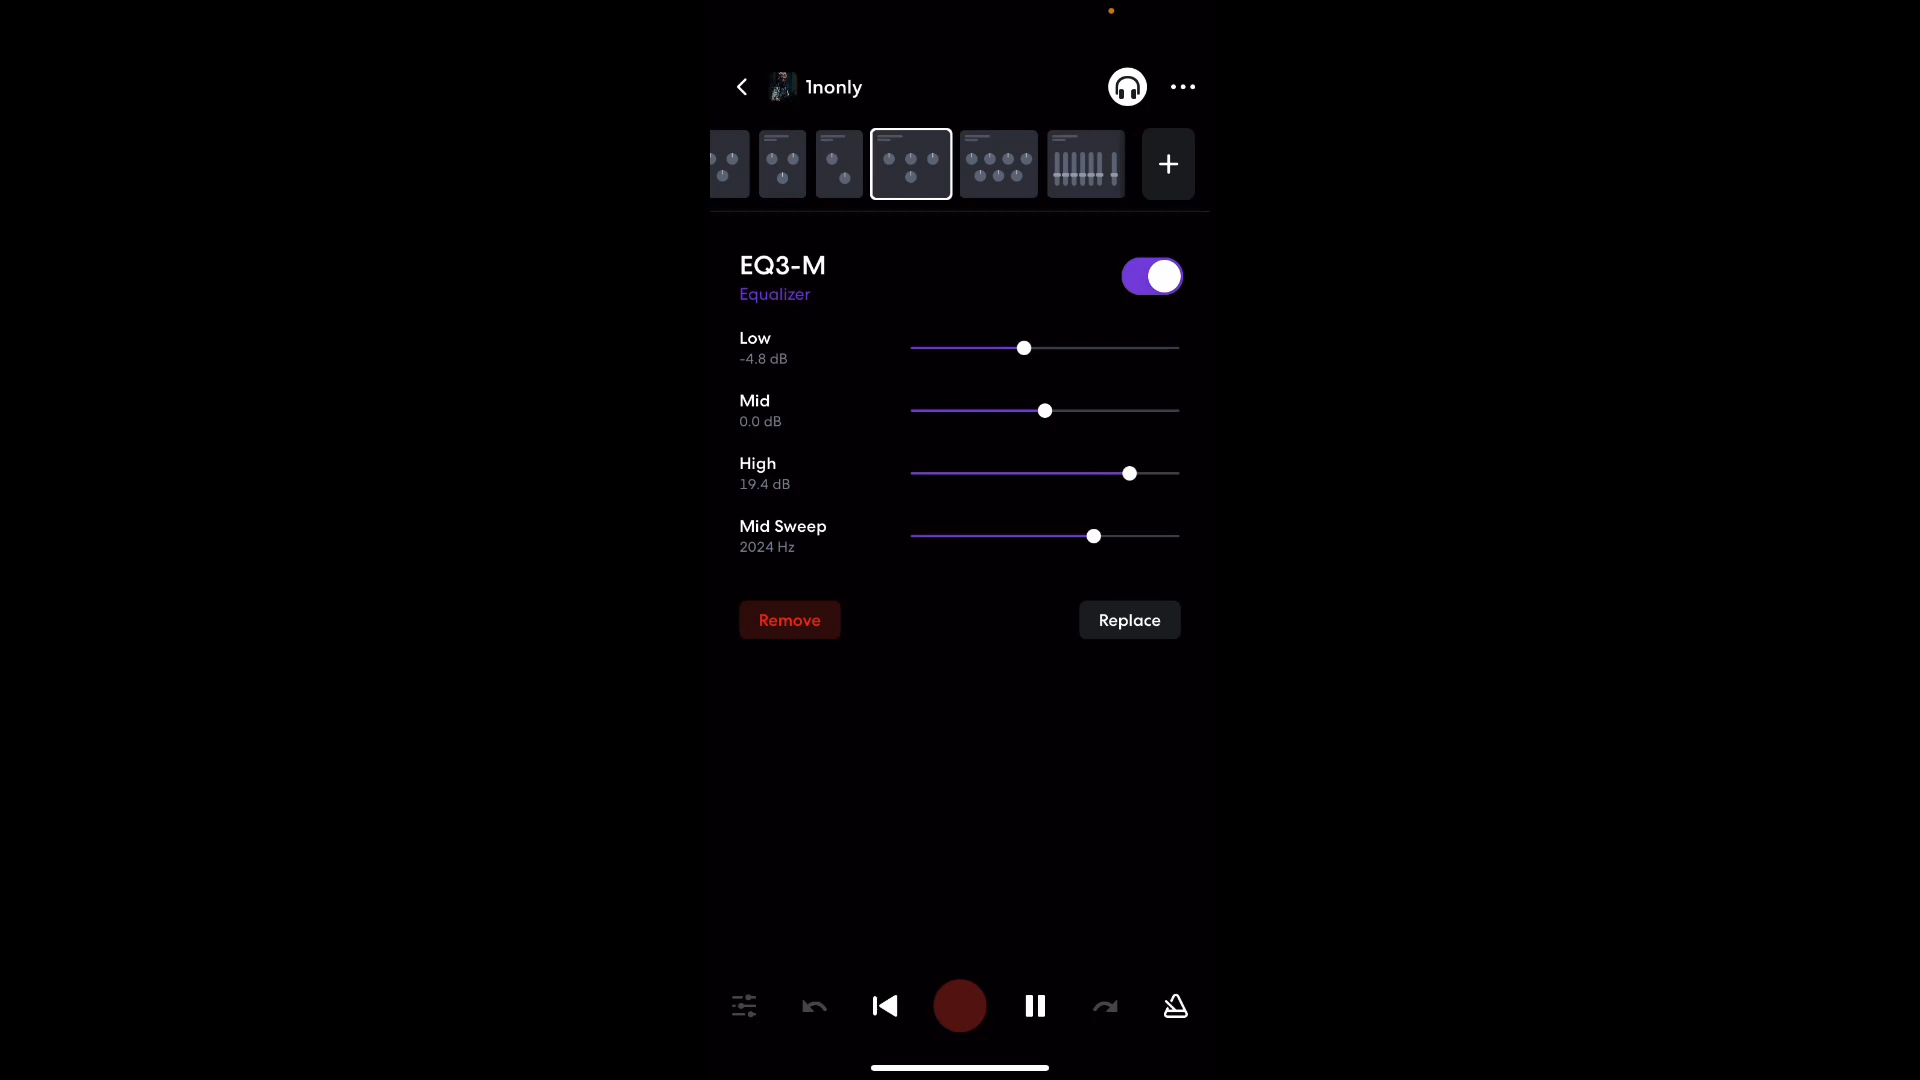 1nonly
EQ3-M
Equalizer
Low
-4.8 dB
Mid
0.0 dB
High
19.4 dB
Mid Sweep
2024 Hz
Remove
Replace